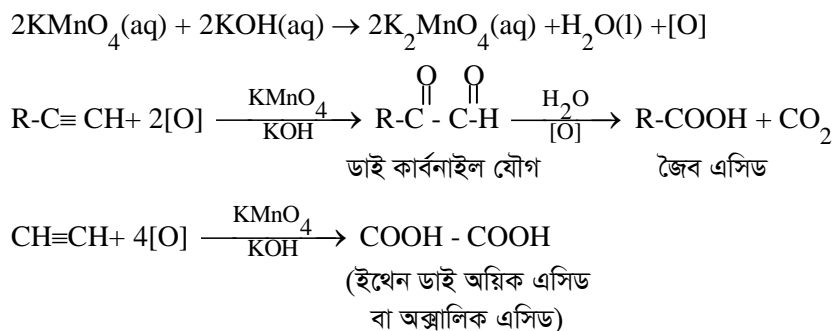 2KMnO₄(aq) + 2KOH(aq) → 2K₂MnO₄(aq) +H₂O(l) +[O]
O O
R-C≡ CH+ 2[O] KMnO₄ KOH → R-C - C-H H₂O [O] → R-COOH + CO₂
ডাই কার্বনাইল যৌগ জৈব এসিড
CH≡CH+ 4[O] KMnO₄ KOH → COOH - COOH
(ইথেন ডাই অয়িক এসিড
বা অক্সালিক এসিড)